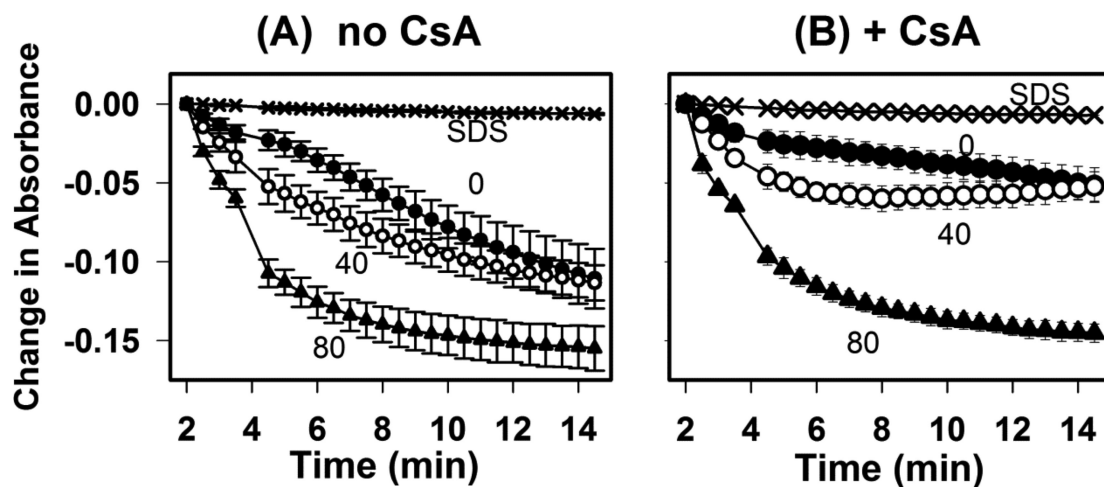 (A) no CsA
(B) + CsA
Change in Absorbance
0.00
-0.05
-0.10
-0.15
SDS
0
40
80
2 4 6 8 10 12 14
Time (min)
SDS
0
40
80
2 4 6 8 10 12 14
Time (min)